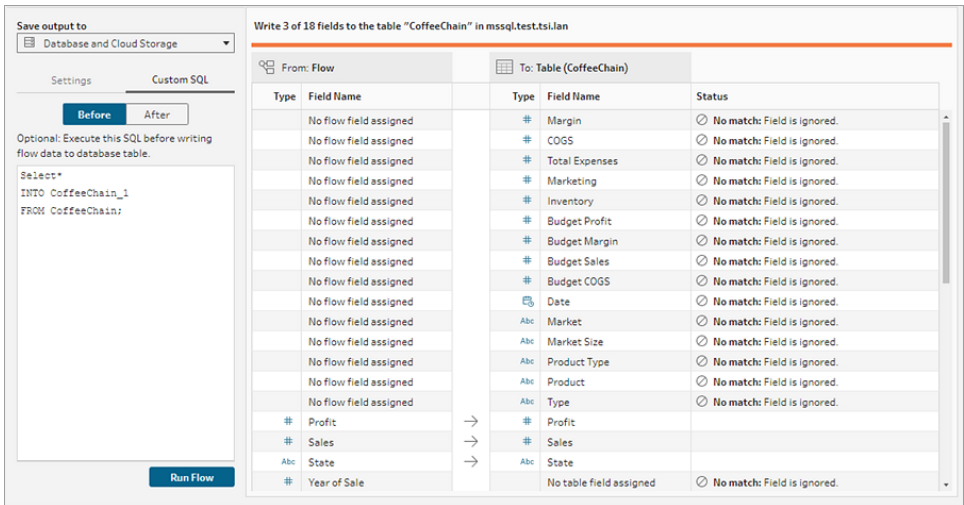 Save output to
Database and Cloud Storage
Settings
Custom SQL
Before
After
Optional: Execute this SQL before writing
flow data to database table.
Select*
INTO CoffeeChain_1
FROM CoffeeChain;
Run Flow
Write 3 of 18 fields to the table "CoffeeChain" in mssql.test.tsi.lan
From: Flow
To: Table (CoffeeChain)
Type Field Name Type Field Name Status
No flow field assigned # Margin No match: Field is ignored.
No flow field assigned # COGS No match: Field is ignored.
No flow field assigned # Total Expenses No match: Field is ignored.
No flow field assigned # Marketing No match: Field is ignored.
No flow field assigned # Inventory No match: Field is ignored.
No flow field assigned # Budget Profit No match: Field is ignored.
No flow field assigned # Budget Margin No match: Field is ignored.
No flow field assigned # Budget Sales No match: Field is ignored.
No flow field assigned # Budget COGS No match: Field is ignored.
No flow field assigned Date No match: Field is ignored.
No flow field assigned Abc Market No match: Field is ignored.
No flow field assigned Abc Market Size No match: Field is ignored.
No flow field assigned Abc Product Type No match: Field is ignored.
No flow field assigned Abc Product No match: Field is ignored.
No flow field assigned Abc Type No match: Field is ignored.
# Profit → # Profit
# Sales → # Sales
Abc State → Abc State
# Year of Sale No table field assigned No match: Field is ignored.